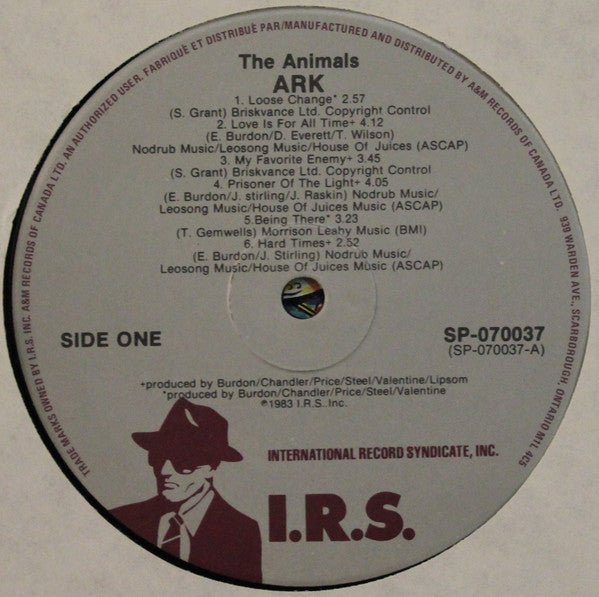 TRADE MARKS OWNED BY I.R.S. INC. A&M RECORDS OF CANADA LTD. AN AUTHORIZED USER. FABRIQUÈ ET DISTRIBUÈ PAR/MANUFACTURED AND DISTRIBUTED BY A&M RECORDS OF CANADA LTD. 939 WARDEN AVE., SCARBOROUGH, ONTARIO M1L 4C5
The Animals
ARK
1. Loose Change* 2.57
(S. Grant) Briskvance Ltd. Copyright Control
2. Love Is For All Time+ 4.12
(E. Burdon/D. Everett/T. Wilson)
Nodrub Music/Leosong Music/House Of Juices (ASCAP)
3. My Favorite Enemy+ 3.45
(S. Grant) Briskvance Ltd. Copyright Control
4. Prisoner Of The Light+ 4.05
(E. Burdon/J. stirling/J. Raskin) Nodrub Music/
Leosong Music/House Of Juices Music (ASCAP)
5.Being There* 3.23
(T. Gemwells) Morrison Leahy Music (BMI)
6. Hard Times+ 2.52
(E. Burdon/J. Stirling) Nodrub Music/
Leosong Music/House Of Juices Music (ASCAP)
SIDE ONE
SP-070037
(SP-070037-A)
+produced by Burdon/Chandler/Price/Steel/Valentine/Lipsom
*produced by Burdon/Chandler/Price/Steel/Valentine
℗1983 I.R.S. Inc.
INTERNATIONAL RECORD SYNDICATE, INC.
I.R.S.